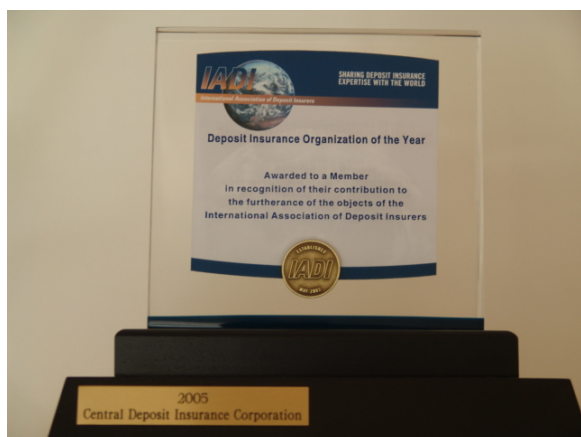 IADI
International Association of Deposit Insurers
SHARING DEPOSIT INSURANCE
EXPERTISE WITH THE WORLD
Deposit Insurance Organization of the Year
Awarded to a Member
in recognition of their contribution to
the furtherance of the objects of the
International Association of Deposit Insurers
ESTABLISHED
IADI
MAY 2002
2005
Central Deposit Insurance Corporation